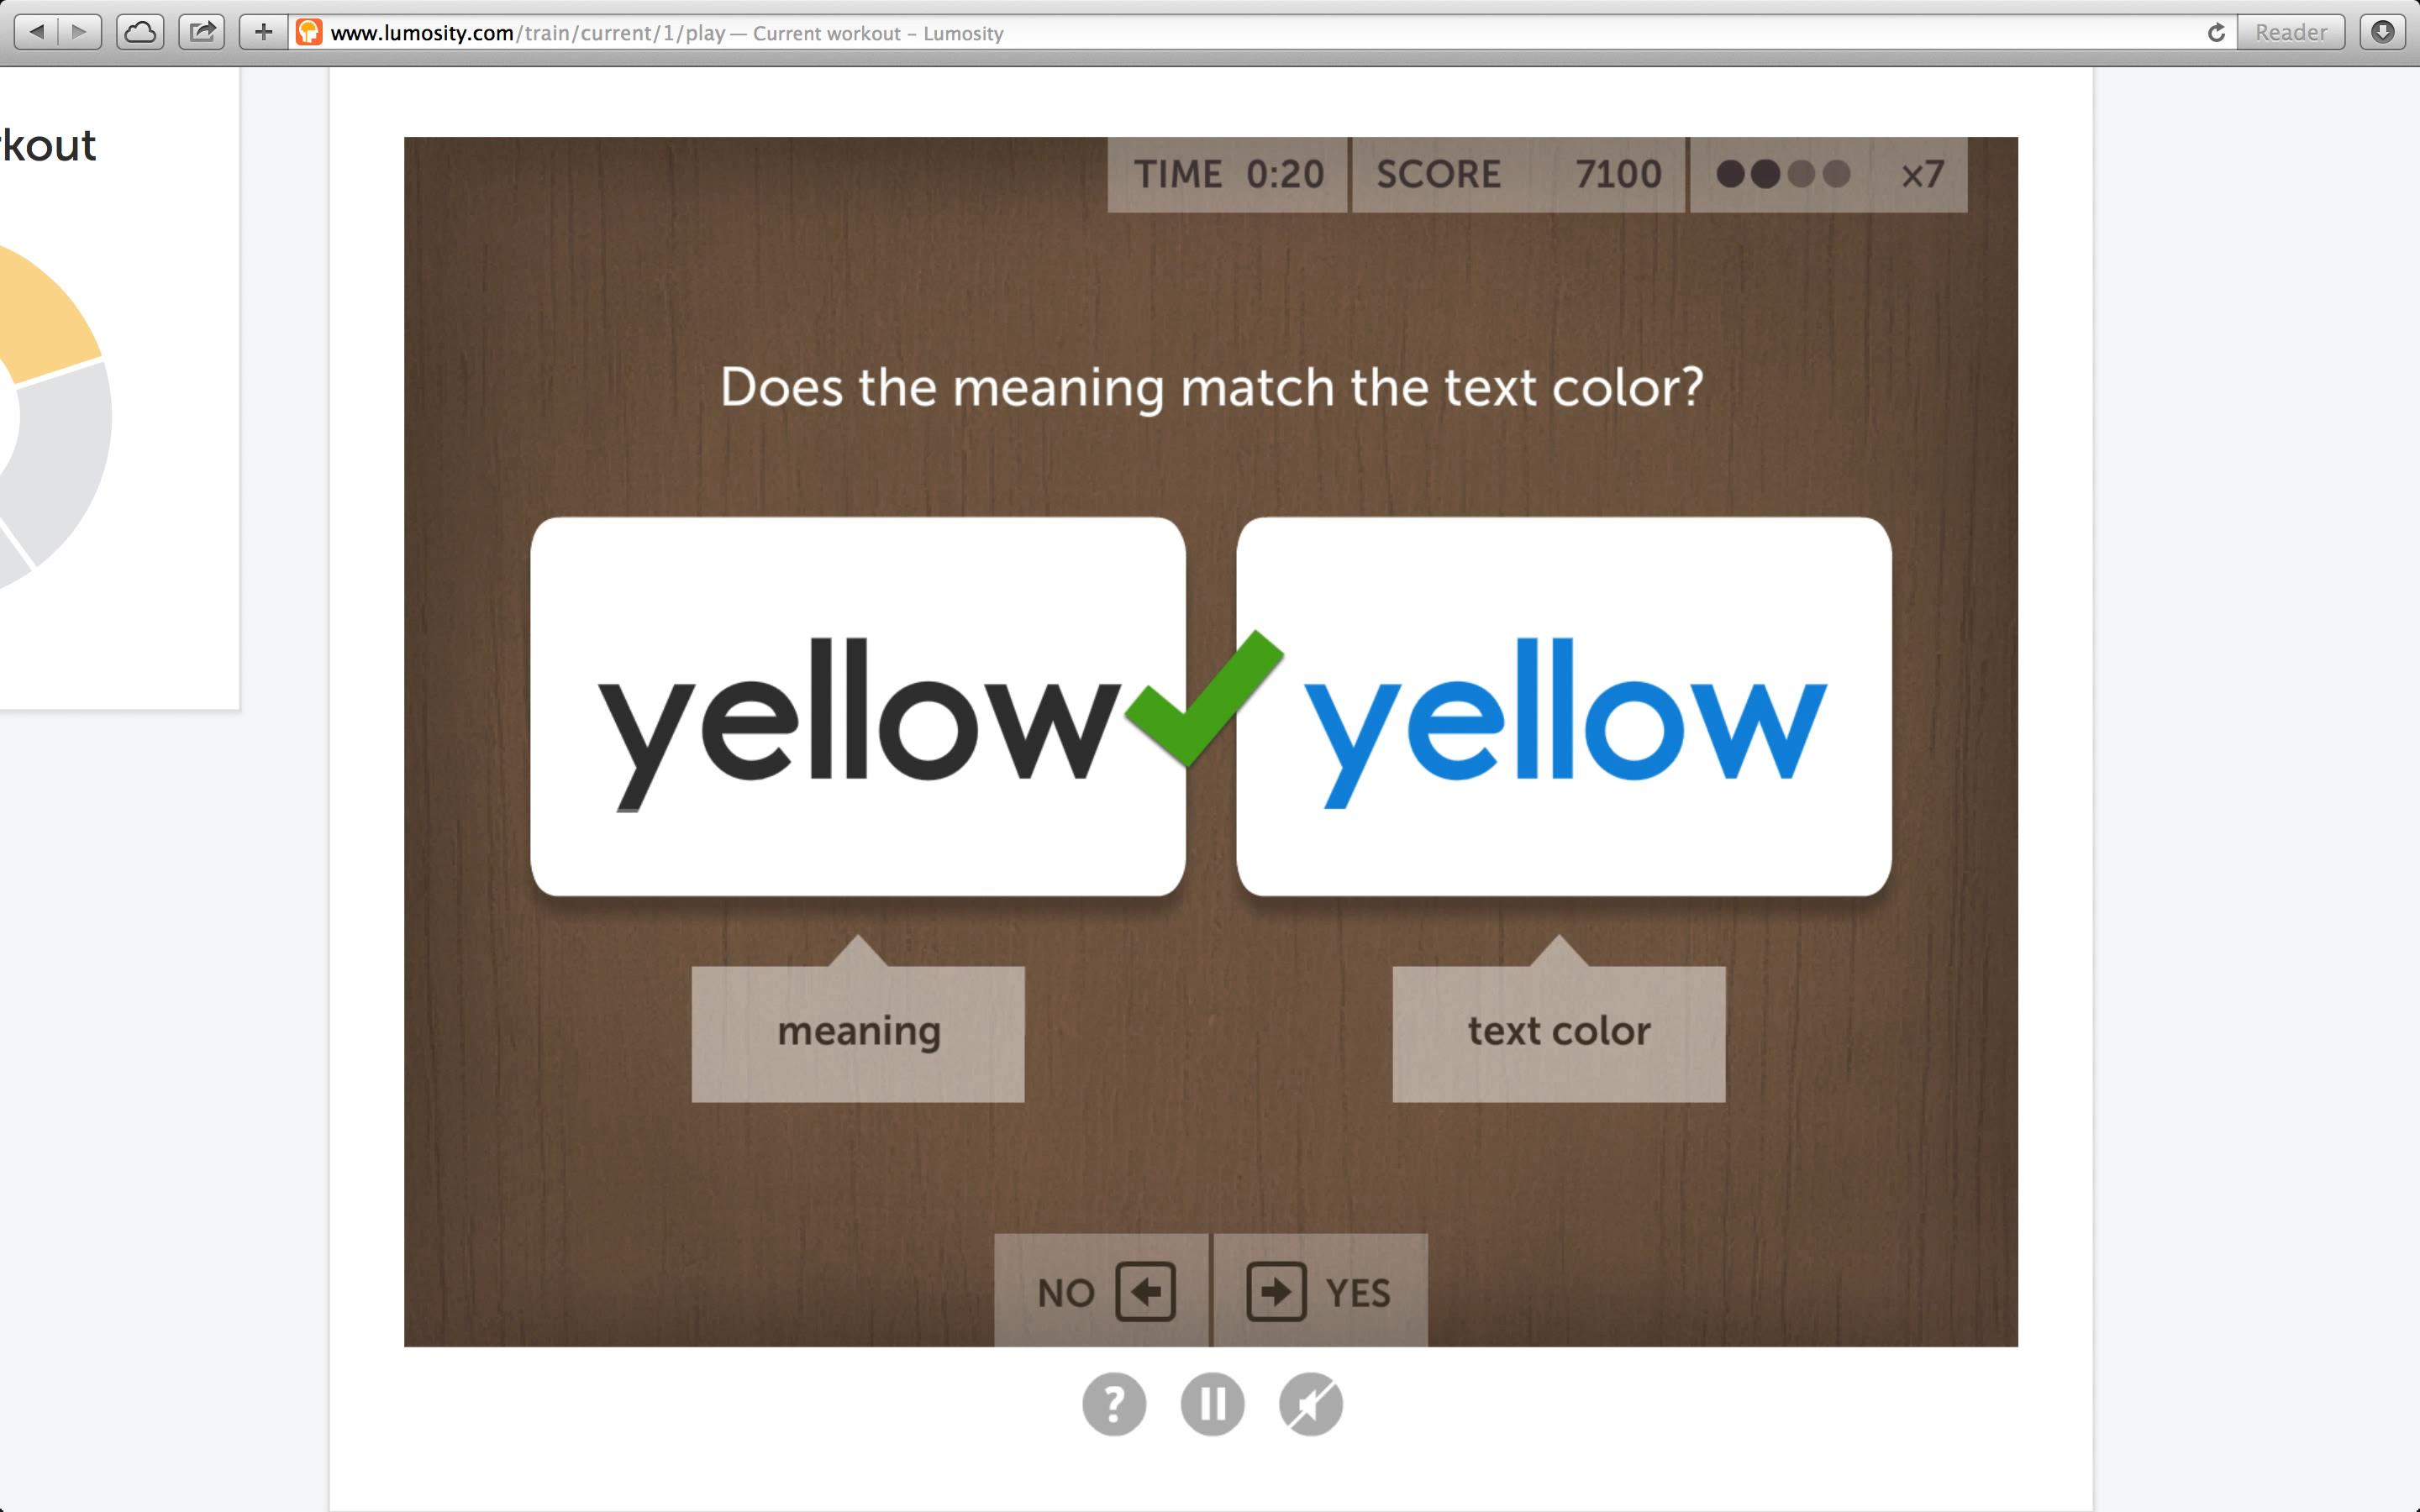 www.lumosity.com/train/current/1/play — Current workout – Lumosity
Reader
rkout
TIME 0:20 SCORE 7100 x7
Does the meaning match the text color?
yellow yellow
meaning text color
NO YES
?